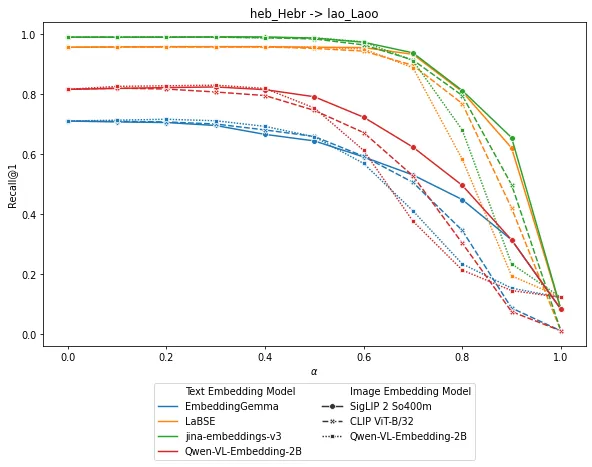 heb_Hebr -> lao_Laoo
Recall@1
1.0
0.8
0.6
0.4
0.2
0.0
0.0 0.2 0.4 0.6 0.8 1.0
α
Text Embedding Model
EmbeddingGemma
LaBSE
jina-embeddings-v3
Qwen-VL-Embedding-2B
Image Embedding Model
SigLIP 2 So400m
CLIP ViT-B/32
Qwen-VL-Embedding-2B